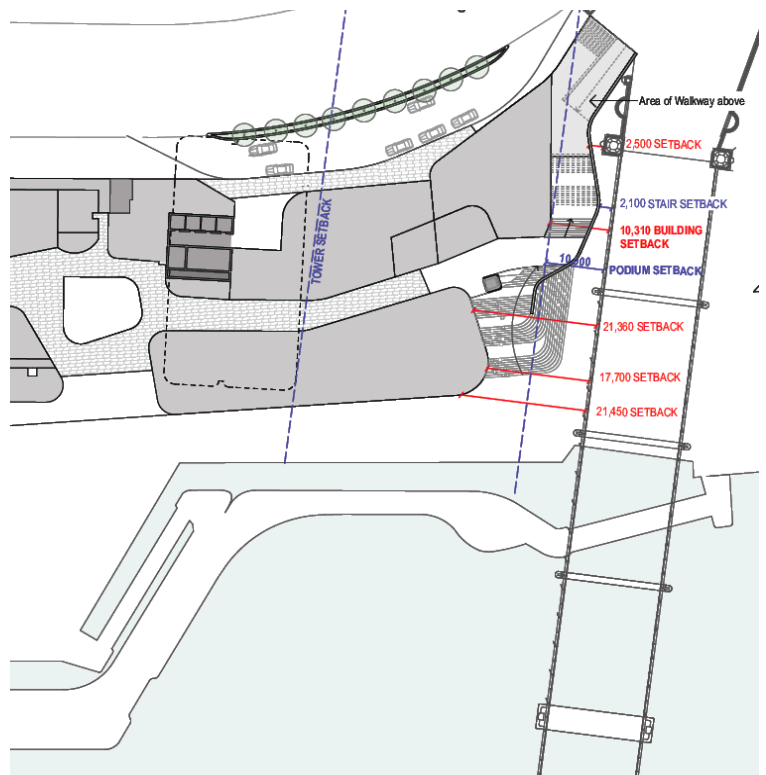 Area of Walkway above
2,500 SETBACK
2,100 STAIR SETBACK
10,310 BUILDING
SETBACK
TOWER SETBACK
10,000
PODIUM SETBACK
21,360 SETBACK
17,700 SETBACK
21,450 SETBACK